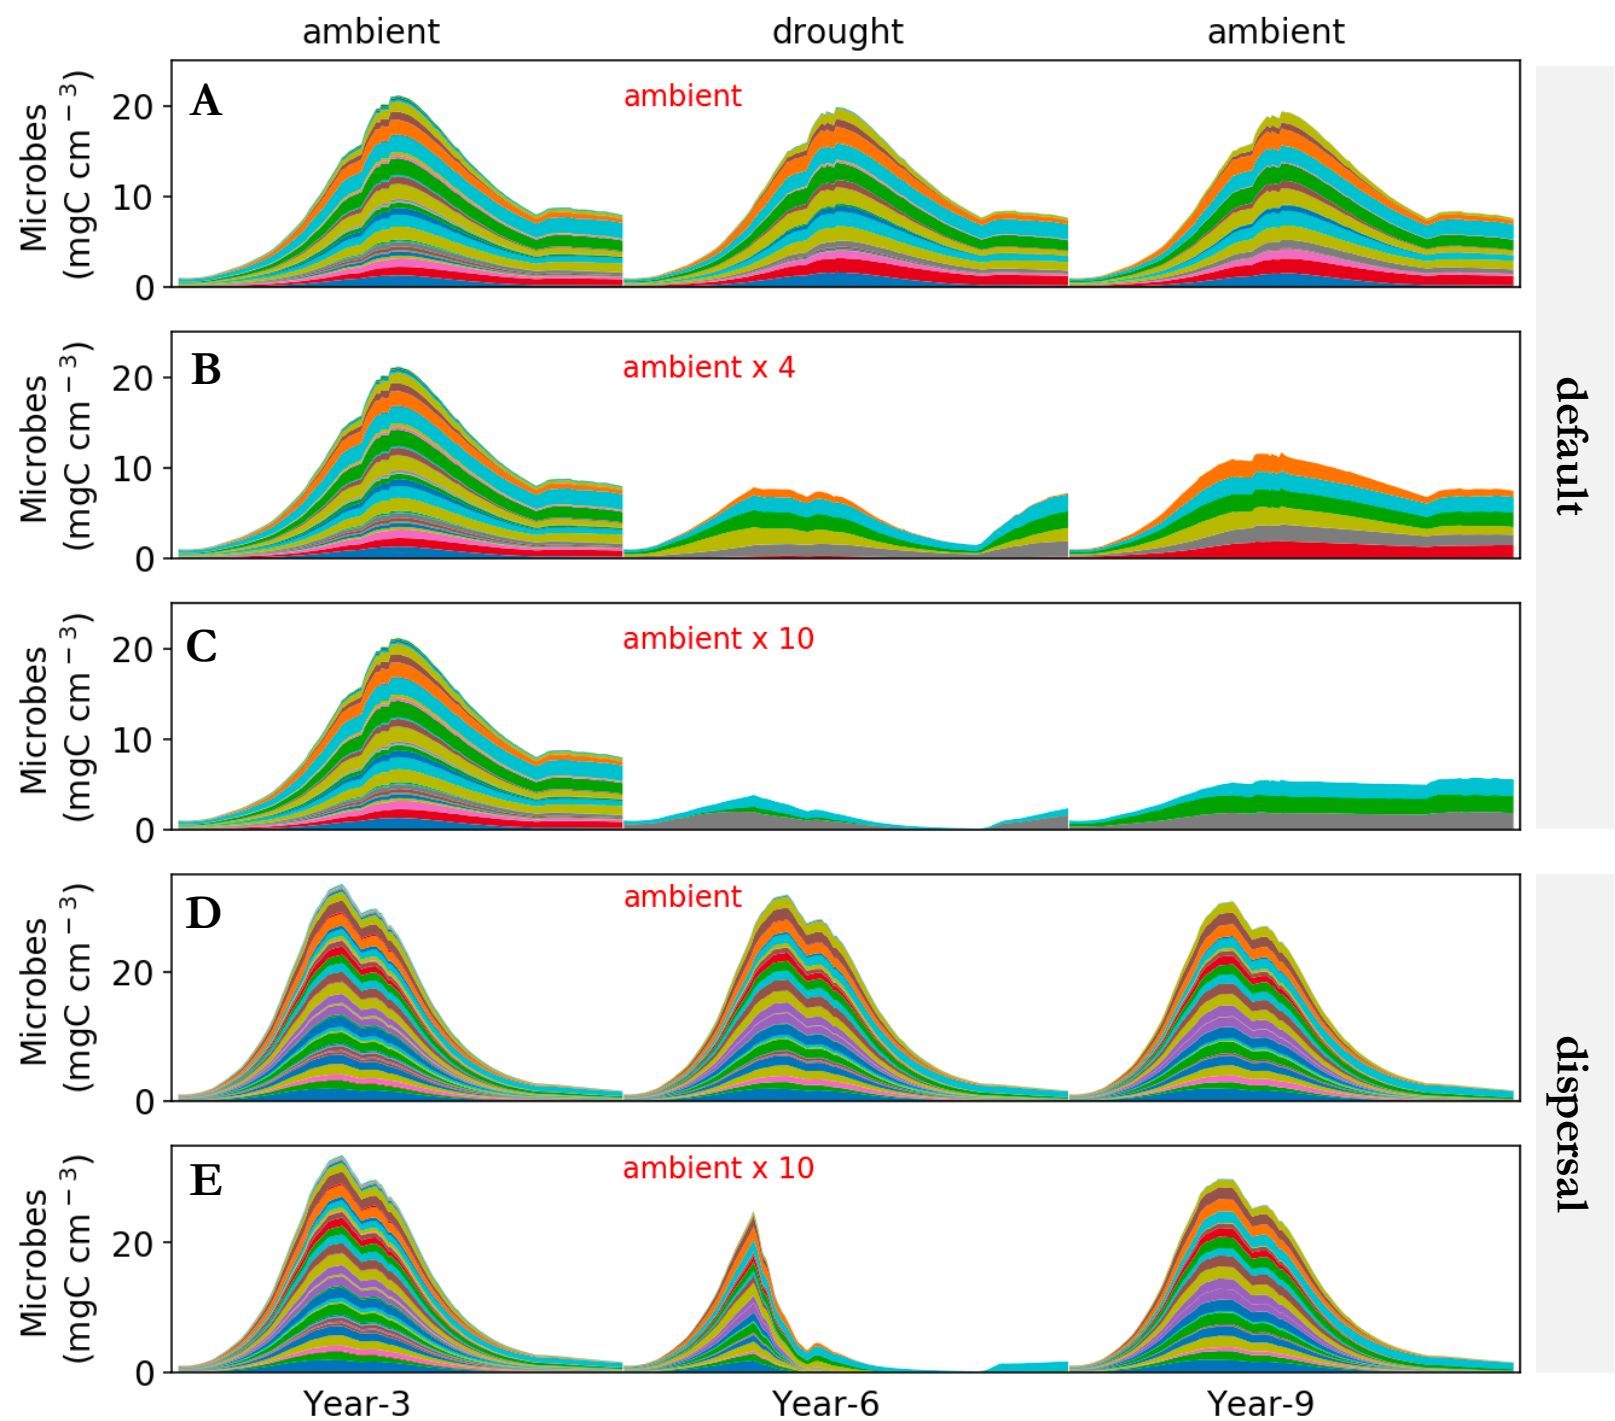 ambient drought ambient
A ambient
Microbes
(mgC cm⁻³)
20
10
0
B ambient x 4
Microbes
(mgC cm⁻³)
20
10
0
default
C ambient x 10
Microbes
(mgC cm⁻³)
20
10
0
D ambient
Microbes
(mgC cm⁻³)
20
0
dispersal
E ambient x 10
Microbes
(mgC cm⁻³)
20
0
Year-3 Year-6 Year-9